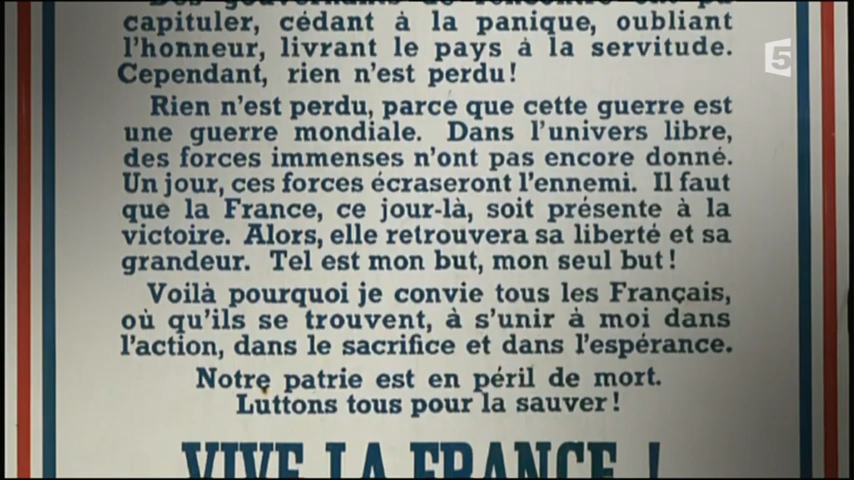 capituler, cédant à la panique, oubliant
l'honneur, livrant le pays à la servitude.
Cependant, rien n'est perdu !
Rien n'est perdu, parce que cette guerre est
une guerre mondiale. Dans l'univers libre,
des forces immenses n'ont pas encore donné.
Un jour, ces forces écraseront l'ennemi. Il faut
que la France, ce jour-là, soit présente à la
victoire. Alors, elle retrouvera sa liberté et sa
grandeur. Tel est mon but, mon seul but !
Voilà pourquoi je convie tous les Français,
où qu'ils se trouvent, à s'unir à moi dans
l'action, dans le sacrifice et dans l'espérance.
Notre patrie est en péril de mort.
Luttons tous pour la sauver !
VIVE LA FRANCE !
5